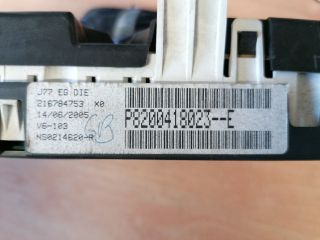 J77 EG DIE
216784753 X0
14/06/2005
V6-103
NS0214620-R
P8200418023--E